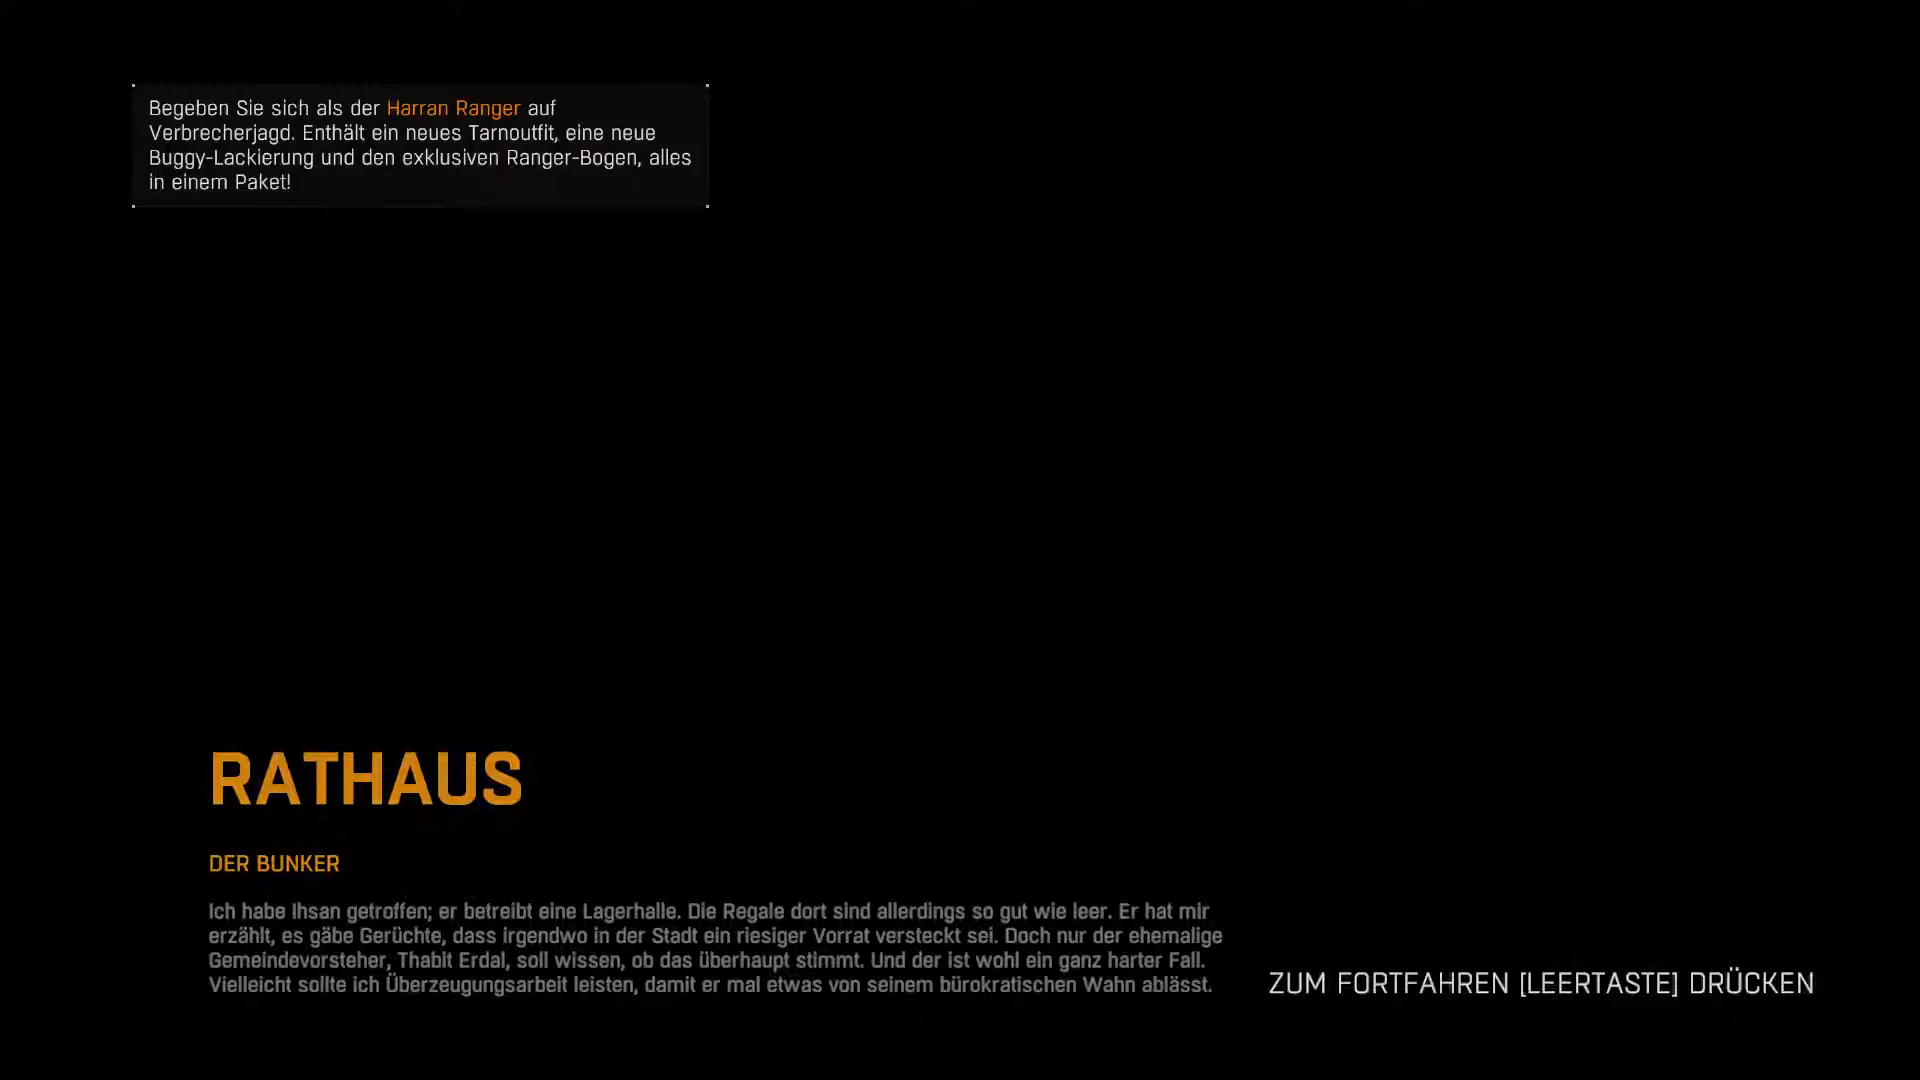 Begeben Sie sich als der Harran Ranger auf
Verbrecherjagd. Enthält ein neues Tarnoutfit, eine neue
Buggy-Lackierung und den exklusiven Ranger-Bogen, alles
in einem Paket!
RATHAUS
DER BUNKER
Ich habe Ihsan getroffen; er betreibt eine Lagerhalle. Die Regale dort sind allerdings so gut wie leer. Er hat mir
erzählt, es gäbe Gerüchte, dass irgendwo in der Stadt ein riesiger Vorrat versteckt sei. Doch nur der ehemalige
Gemeindevorsteher, Thabit Erdal, soll wissen, ob das überhaupt stimmt. Und der ist wohl ein ganz harter Fall.
Vielleicht sollte ich Überzeugungsarbeit leisten, damit er mal etwas von seinem bürokratischen Wahn ablässt.
ZUM FORTFAHREN [LEERTASTE] DRÜCKEN